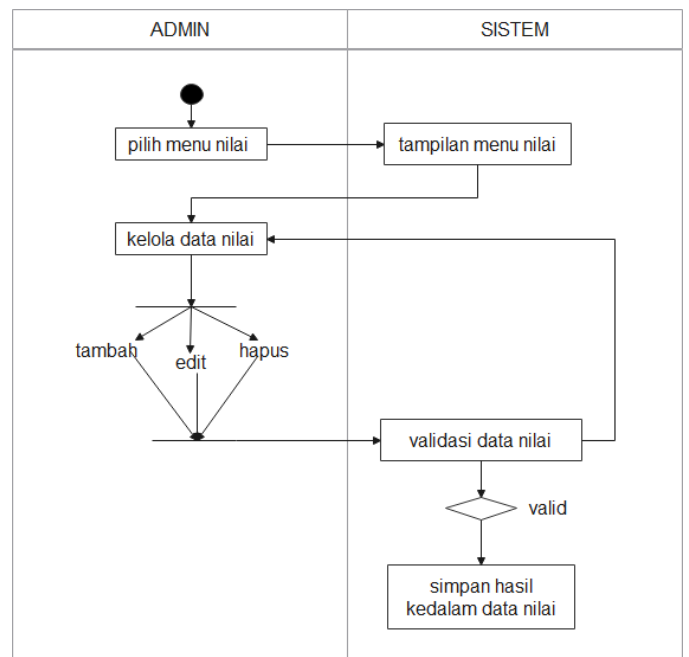 ADMIN
SISTEM
pilih menu nilai
tampilan menu nilai
kelola data nilai
tambah
edit
hapus
validasi data nilai
valid
simpan hasil
kedalam data nilai